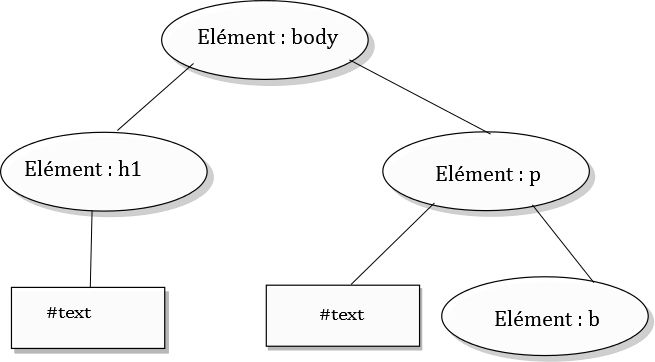 Elément : body
Elément : h1
Elément : p
#text
#text
Elément : b